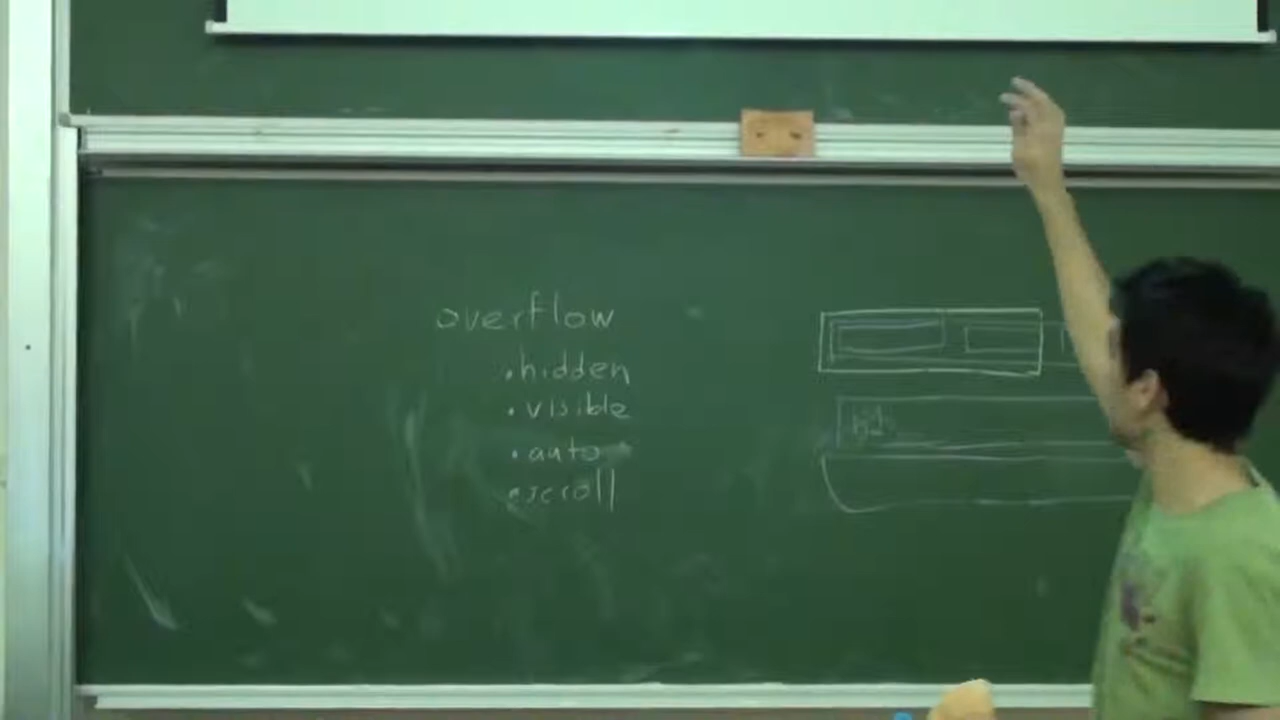 overflow
.hidden
.visible
.auto
.scroll